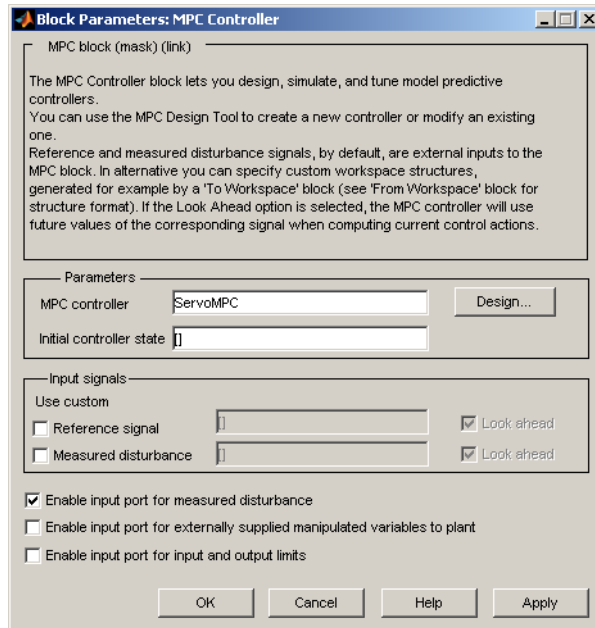 Block Parameters: MPC Controller
MPC block (mask) (link)
The MPC Controller block lets you design, simulate, and tune model predictive
controllers.
You can use the MPC Design Tool to create a new controller or modify an existing
one.
Reference and measured disturbance signals, by default, are external inputs to the
MPC block. In alternative you can specify custom workspace structures,
generated for example by a 'To Workspace' block (see 'From Workspace' block for
structure format). If the Look Ahead option is selected, the MPC controller will use
future values of the corresponding signal when computing current control actions.
Parameters
MPC controller ServoMPC Design...
Initial controller state []
Input signals
Use custom
Reference signal [] Look ahead
Measured disturbance [] Look ahead
Enable input port for measured disturbance
Enable input port for externally supplied manipulated variables to plant
Enable input port for input and output limits
OK Cancel Help Apply